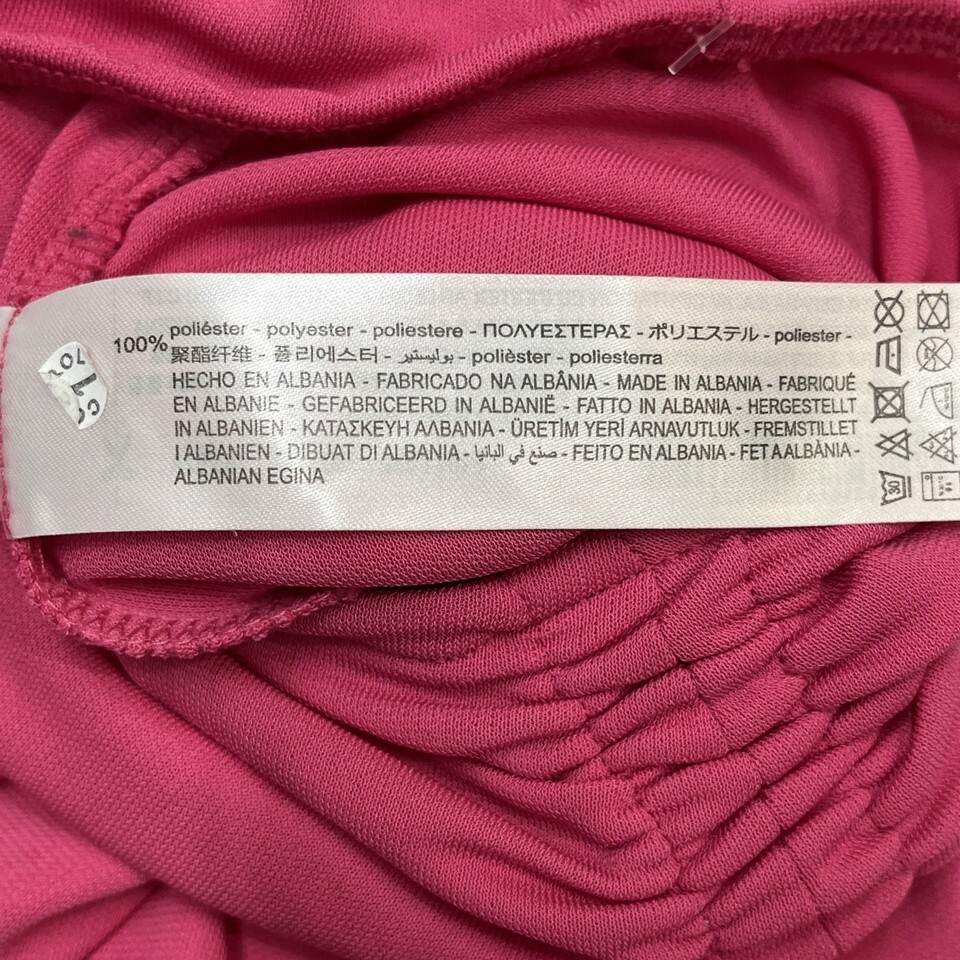 100% poliéster - polyester - poliestere - ΠΟΛΥΕΣΤΕΡΑΣ - ポリエステル - poliester -
聚酯纤维 - 폴리에스터 - بوليستير - polièster - poliesterra
HECHO EN ALBANIA - FABRICADO NA ALBÂNIA - MADE IN ALBANIA - FABRIQUÉ
EN ALBANIE - GEFABRICEERD IN ALBANIË - FATTO IN ALBANIA - HERGESTELLT
IN ALBANIEN - ΚΑΤΑΣΚΕΥΗ ΑΛΒΑΝΙΑ - ÜRETİM YERİ ARNAVUTLUK - FREMSTILLET
I ALBANIEN - DIBUAT DI ALBANIA - صنع في البانيا - FEITO EN ALBANIA - FET A ALBÀNIA -
ALBANIAN EGINA
30